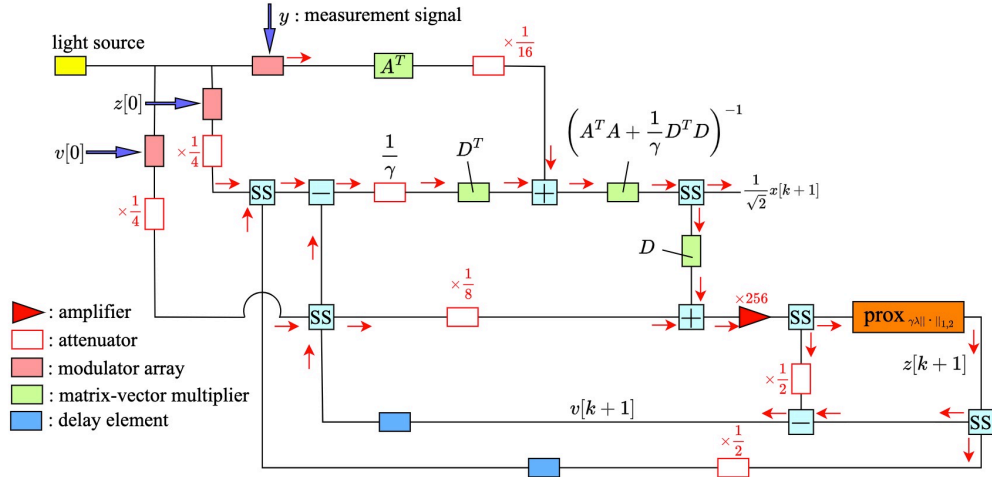 y : measurement signal
light source
× 1/16
A^T
z[0]
(A^T A + 1/γ D^T D)^{-1}
v[0]
× 1/4
1/γ
D^T
SS
−
+
SS
1/√2 x[k+1]
× 1/4
D
× 1/8
×256
SS
+
SS
prox γλ||·||1,2
: amplifier
: attenuator
: modulator array
: matrix-vector multiplier
: delay element
× 1/2
z[k+1]
v[k+1]
−
SS
× 1/2